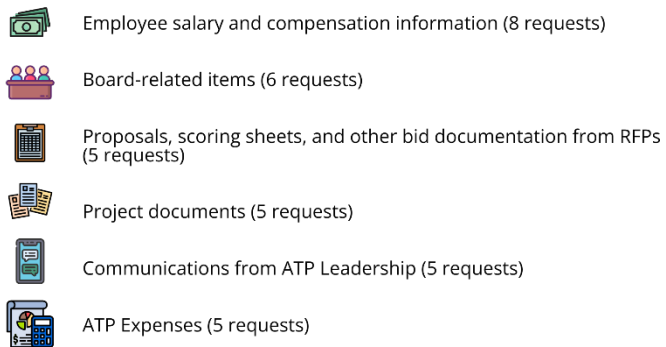 Employee salary and compensation information (8 requests)
Board-related items (6 requests)
Proposals, scoring sheets, and other bid documentation from RFPs
(5 requests)
Project documents (5 requests)
Communications from ATP Leadership (5 requests)
ATP Expenses (5 requests)